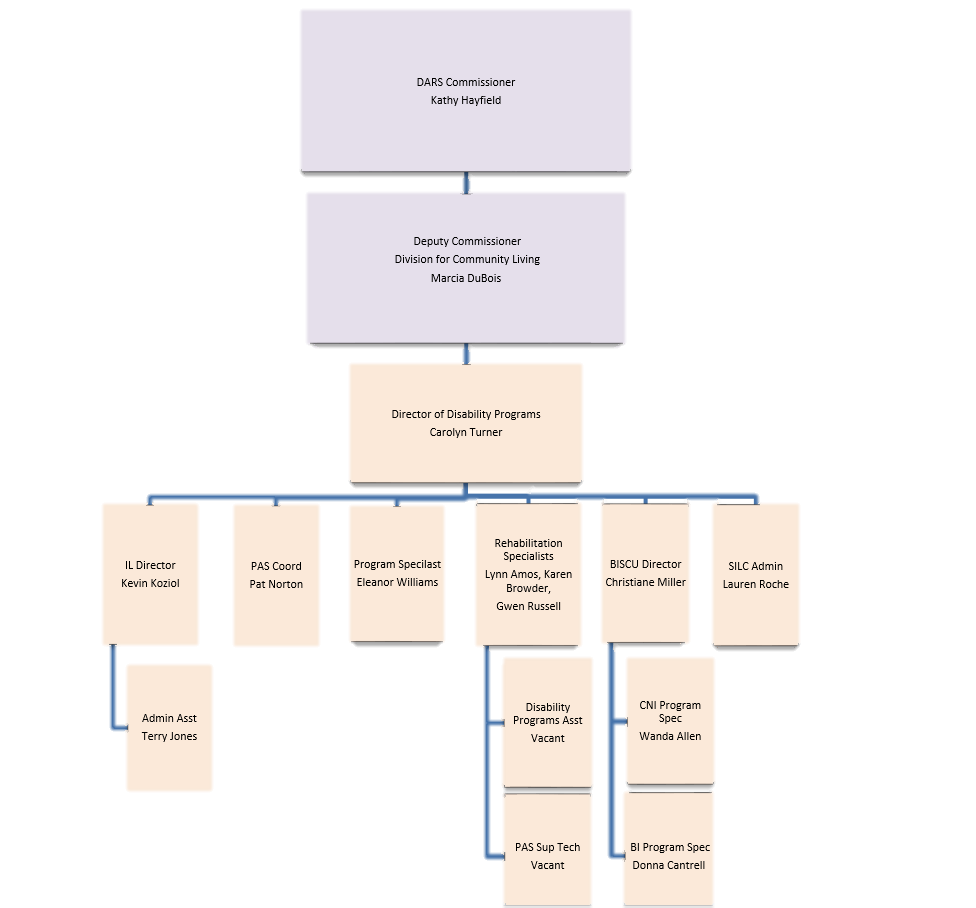 DARS Commissioner
Kathy Hayfield
Deputy Commissioner
Division for Community Living
Marcia DuBois
Director of Disability Programs
Carolyn Turner
IL Director
Kevin Koziol
PAS Coord
Pat Norton
Program Specilast
Eleanor Williams
Rehabilitation
Specialists
Lynn Amos, Karen
Browder,
Gwen Russell
BISCU Director
Christiane Miller
SILC Admin
Lauren Roche
Admin Asst
Terry Jones
Disability
Programs Asst
Vacant
CNI Program
Spec
Wanda Allen
PAS Sup Tech
Vacant
BI Program Spec
Donna Cantrell